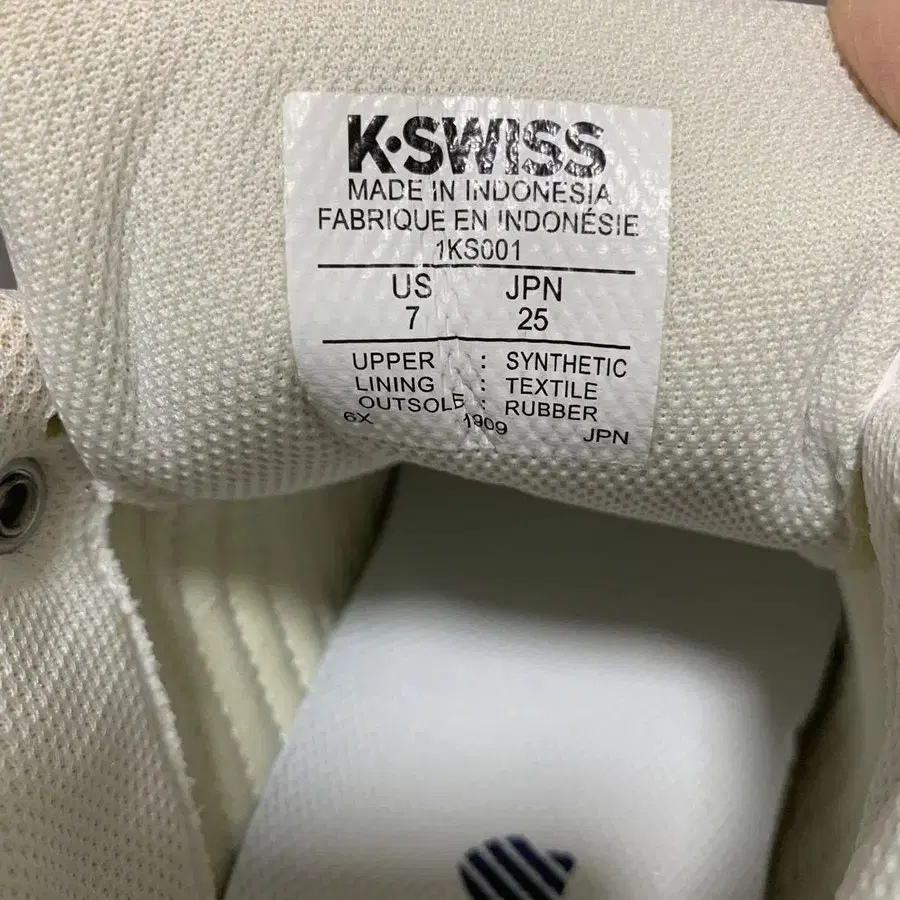 K·SWISS
MADE IN INDONESIA
FABRIQUE EN INDONÉSIE
1KS001
US JPN
7 25
UPPER : SYNTHETIC
LINING : TEXTILE
OUTSOLE : RUBBER
6X 1909 JPN